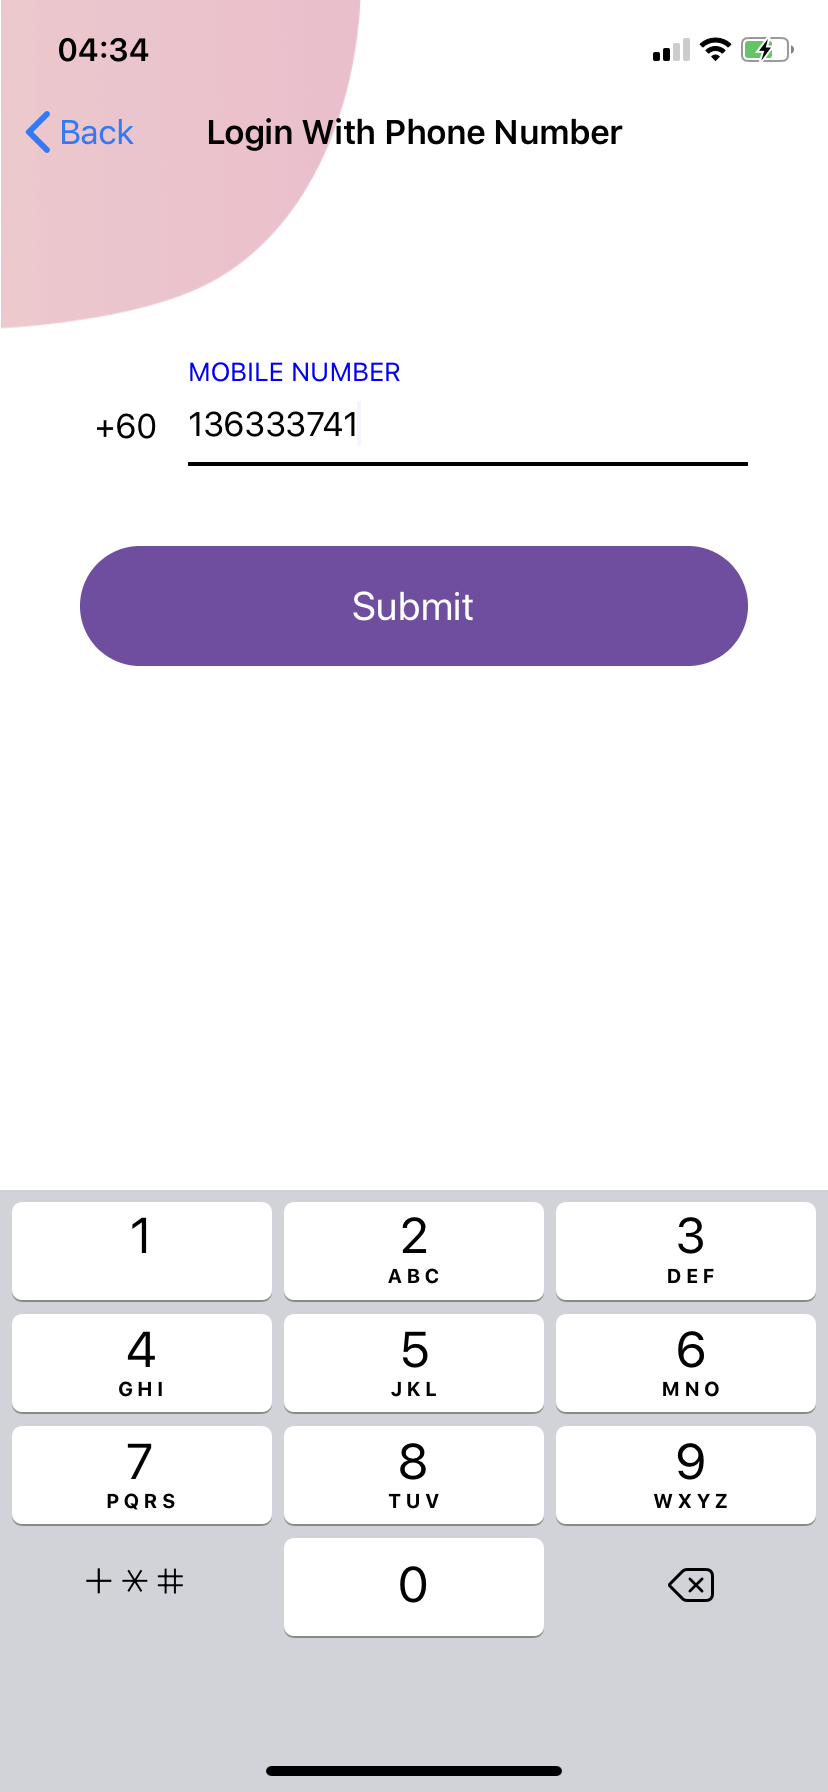 04:34
Back
Login With Phone Number
MOBILE NUMBER
+60 136333741
Submit
1 2 3
ABC DEF
4 5 6
GHI JKL MNO
7 8 9
PQRS TUV WXYZ
+*# 0